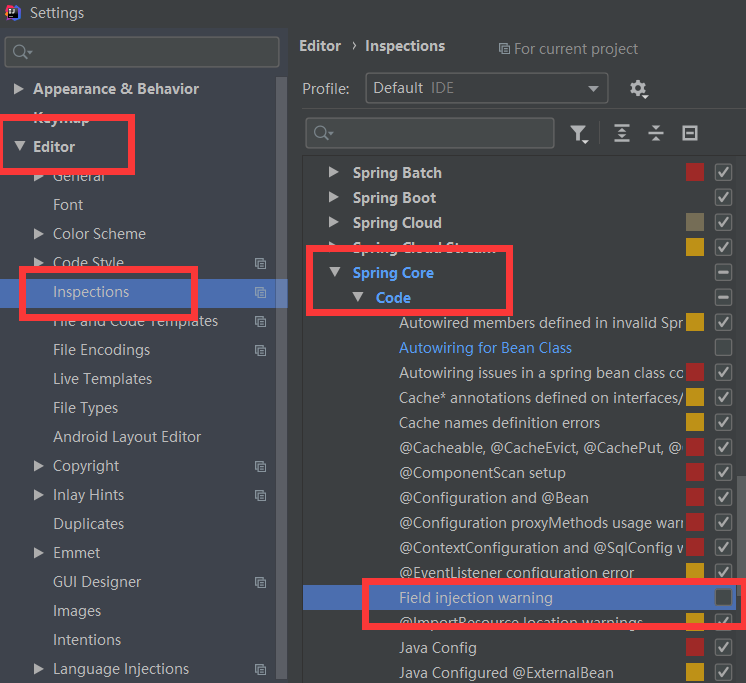 Settings
Appearance & Behavior
Keymap
Editor
General
Font
Color Scheme
Code Style
Inspections
File and Code Templates
File Encodings
Live Templates
File Types
Android Layout Editor
Copyright
Inlay Hints
Duplicates
Emmet
GUI Designer
Images
Intentions
Language Injections
Editor › Inspections
For current project
Profile: Default IDE
Spring Batch
Spring Boot
Spring Cloud
Spring Cloud Stream
Spring Core
Code
Autowired members defined in invalid Spr
Autowiring for Bean Class
Autowiring issues in a spring bean class co
Cache* annotations defined on interfaces/
Cache names definition errors
@Cacheable, @CacheEvict, @CachePut, @
@ComponentScan setup
@Configuration and @Bean
@Configuration proxyMethods usage warn
@ContextConfiguration and @SqlConfig w
@EventListener configuration error
Field injection warning
@ImportResource location warnings
Java Config
Java Configured @ExternalBean